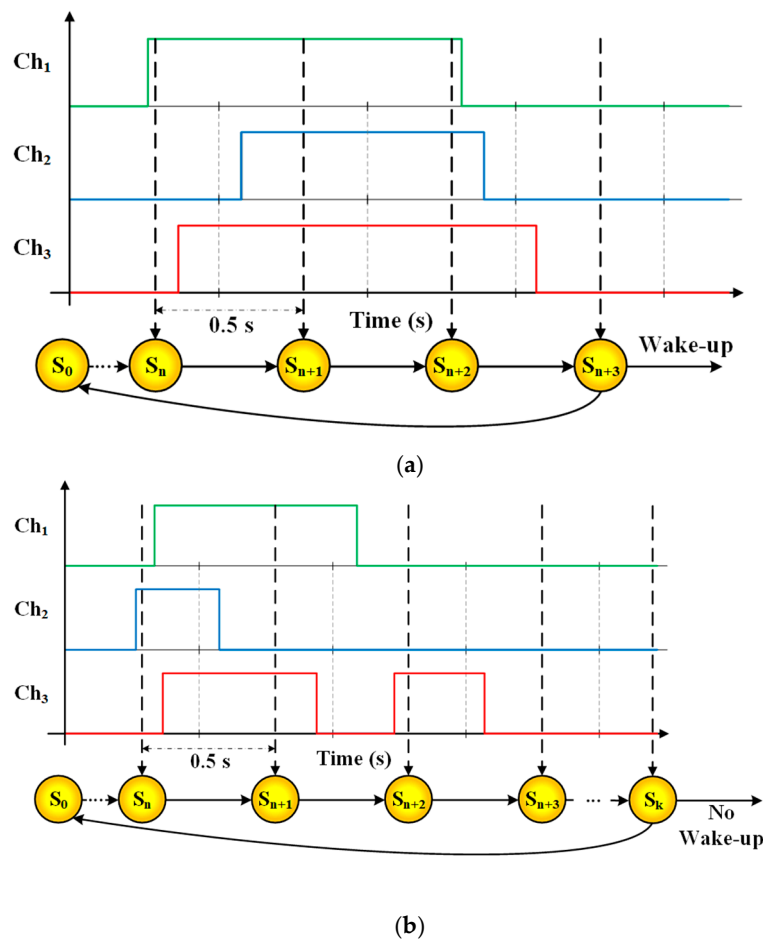 Ch1
Ch2
Ch3
0.5 s
Time (s)
Wake-up
S0
Sn
Sn+1
Sn+2
Sn+3
(a)
Ch1
Ch2
Ch3
0.5 s
Time (s)
S0
Sn
Sn+1
Sn+2
Sn+3
...
Sk
No
Wake-up
(b)